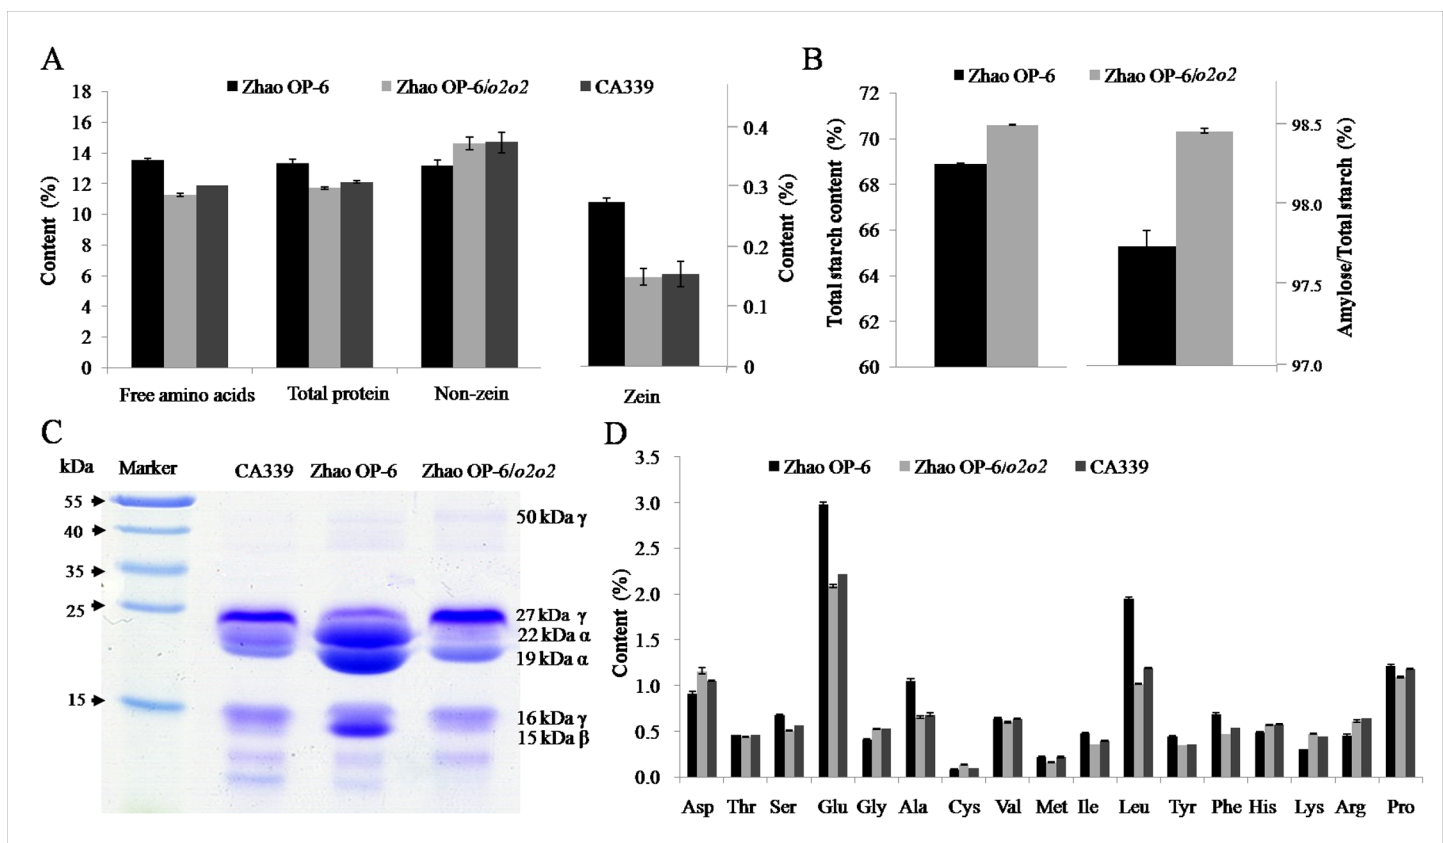 A
Zhao OP-6
Zhao OP-6/o2o2
CA339
18
16
14
12
10
8
6
4
2
0
Content (%)
Free amino acids
Total protein
Non-zein
Zein
0.4
0.3
0.2
0.1
0
Content (%)
B
Zhao OP-6
Zhao OP-6/o2o2
72
70
68
66
64
62
60
Total starch content (%)
98.5
98.0
97.5
97.0
Amylose/Total starch (%)
C
kDa
Marker
CA339
Zhao OP-6
Zhao OP-6/o2o2
55
40
35
25
15
50 kDa γ
27 kDa γ
22 kDa α
19 kDa α
16 kDa γ
15 kDa β
D
Zhao OP-6
Zhao OP-6/o2o2
CA339
3.5
3.0
2.5
2.0
1.5
1.0
0.5
0.0
Content (%)
Asp Thr Ser Glu Gly Ala Cys Val Met Ile Leu Tyr Phe His Lys Arg Pro